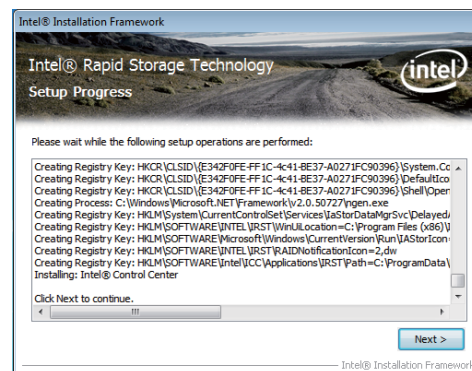 Intel® Installation Framework
Intel® Rapid Storage Technology
Setup Progress
intel
Please wait while the following setup operations are performed:
Creating Registry Key: HKCR\CLSID\{E342F0FE-FF1C-4c41-BE37-A0271FC90396}\System.Co
Creating Registry Key: HKCR\CLSID\{E342F0FE-FF1C-4c41-BE37-A0271FC90396}\DefaultIco
Creating Registry Key: HKCR\CLSID\{E342F0FE-FF1C-4c41-BE37-A0271FC90396}\Shell\Open
Creating Process: C:\Windows\Microsoft.NET\Framework\v2.0.50727\ngen.exe
Creating Registry Key: HKLM\System\CurrentControlSet\Services\IaStorDataMgrSvc\DelayedA
Creating Registry Key: HKLM\SOFTWARE\INTEL\IRST\WinUiLocation=C:\Program Files (x86)\I
Creating Registry Key: HKLM\SOFTWARE\Microsoft\Windows\CurrentVersion\Run\IAStorIcon=
Creating Registry Key: HKLM\SOFTWARE\INTEL\IRST\RAIDNotificationIcon=2,dw
Creating Registry Key: HKLM\SOFTWARE\Intel\ICC\Applications\IRST\Path=C:\ProgramData\
Installing: Intel® Control Center
Click Next to continue.
Next >
Intel® Installation Framework